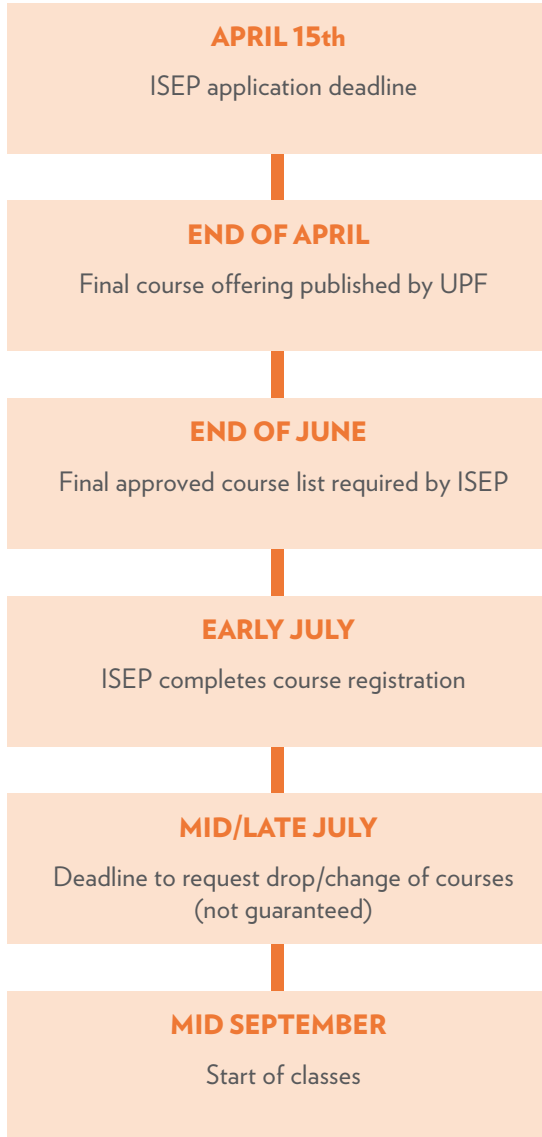 APRIL 15th
ISEP application deadline
END OF APRIL
Final course offering published by UPF
END OF JUNE
Final approved course list required by ISEP
EARLY JULY
ISEP completes course registration
MID/LATE JULY
Deadline to request drop/change of courses
(not guaranteed)
MID SEPTEMBER
Start of classes